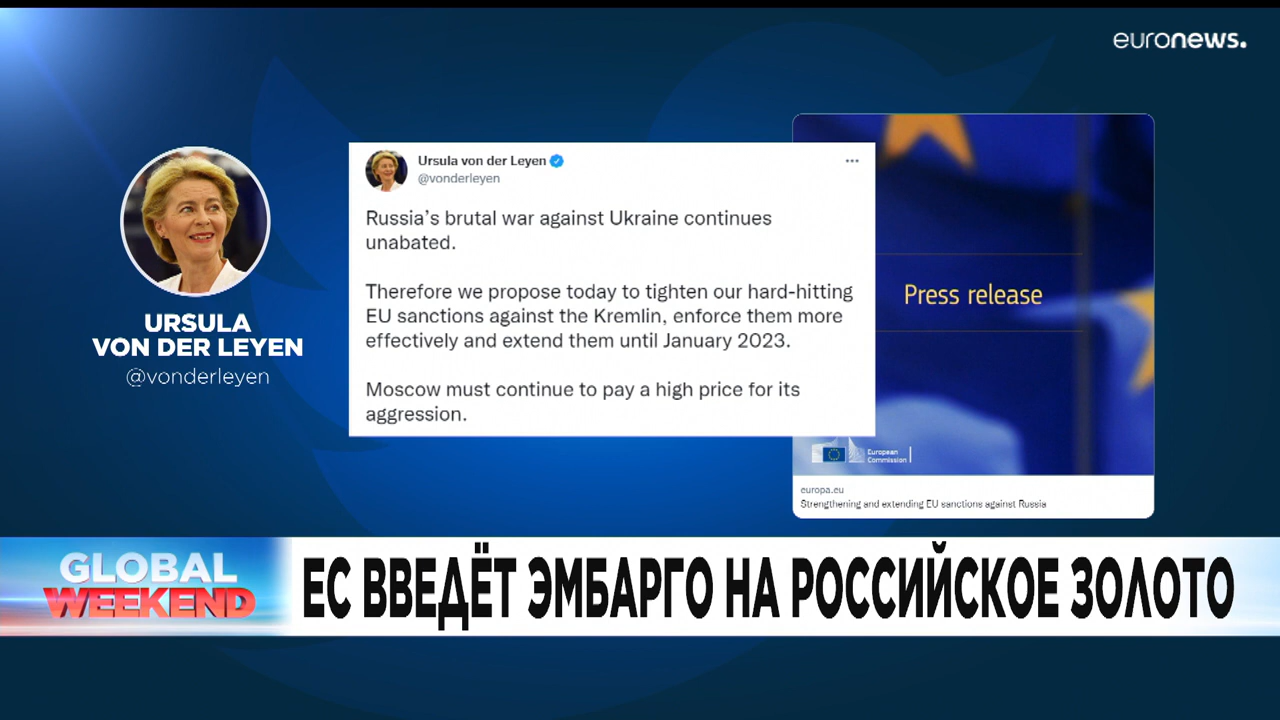 euronews.
URSULA
VON DER LEYEN
@vonderleyen
Ursula von der Leyen
@vonderleyen
Russia's brutal war against Ukraine continues
unabated.
Therefore we propose today to tighten our hard-hitting
EU sanctions against the Kremlin, enforce them more
effectively and extend them until January 2023.
Moscow must continue to pay a high price for its
aggression.
Press release
European
Commission
europa.eu
Strengthening and extending EU sanctions against Russia
GLOBAL
WEEKEND
ЕС ВВЕДЁТ ЭМБАРГО НА РОССИЙСКОЕ ЗОЛОТО